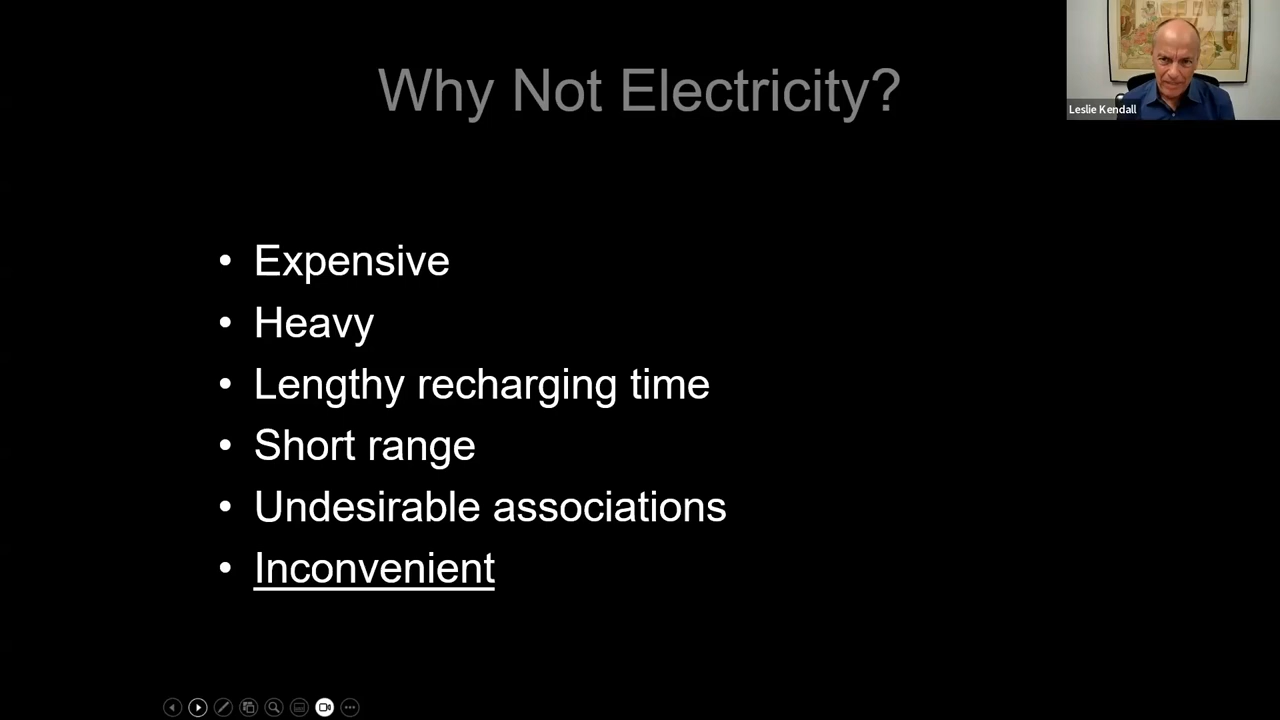 Why Not Electricity?
Leslie Kendall
• Expensive
• Heavy
• Lengthy recharging time
• Short range
• Undesirable associations
• Inconvenient